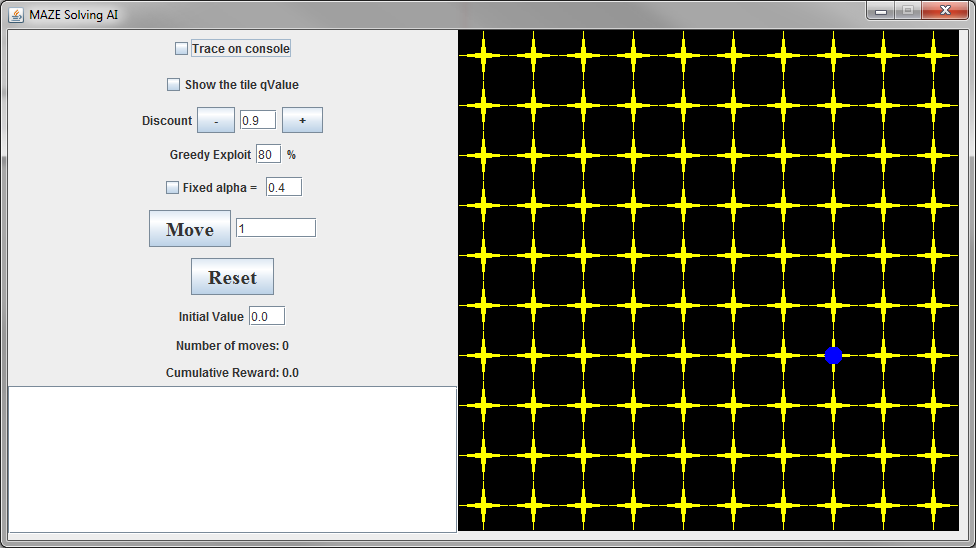 MAZE Solving AI
Trace on console
Show the tile qValue
Discount - 0.9 +
Greedy Exploit 80 %
Fixed alpha = 0.4
Move 1
Reset
Initial Value 0.0
Number of moves: 0
Cumulative Reward: 0.0